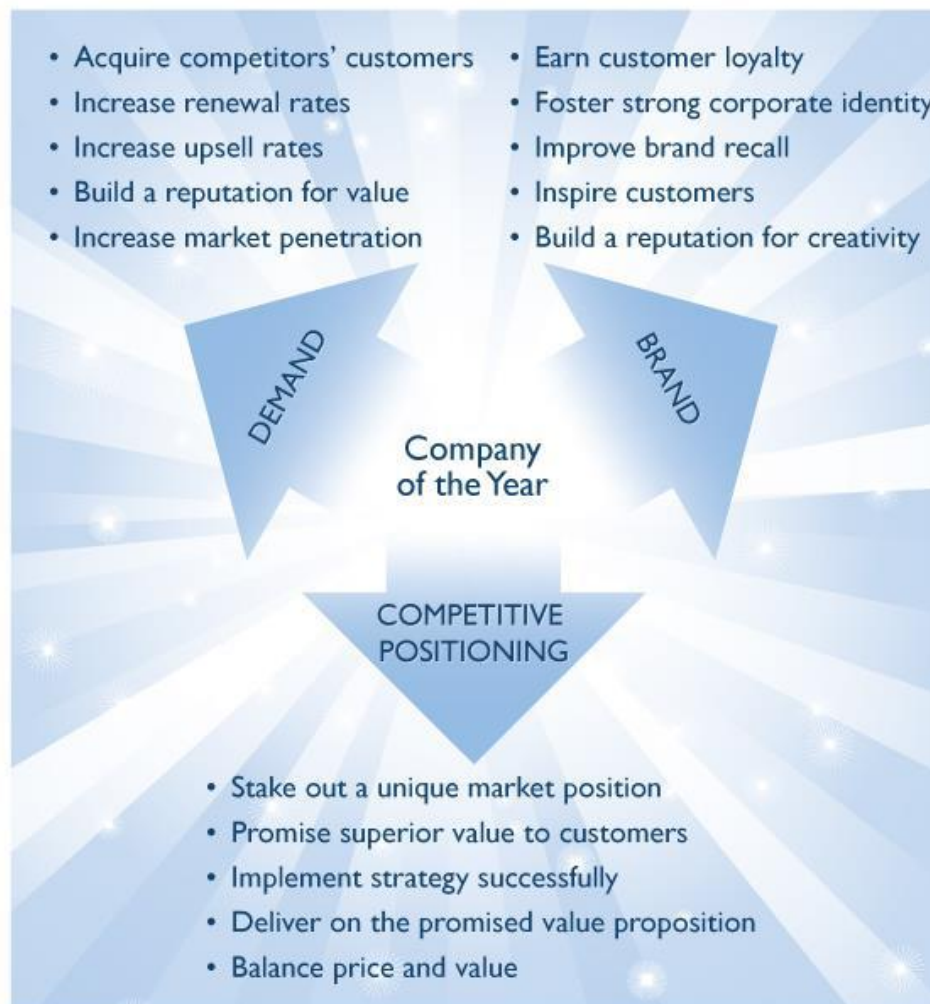 • Acquire competitors' customers
• Increase renewal rates
• Increase upsell rates
• Build a reputation for value
• Increase market penetration
• Earn customer loyalty
• Foster strong corporate identity
• Improve brand recall
• Inspire customers
• Build a reputation for creativity
DEMAND
BRAND
Company
of the Year
COMPETITIVE
POSITIONING
• Stake out a unique market position
• Promise superior value to customers
• Implement strategy successfully
• Deliver on the promised value proposition
• Balance price and value